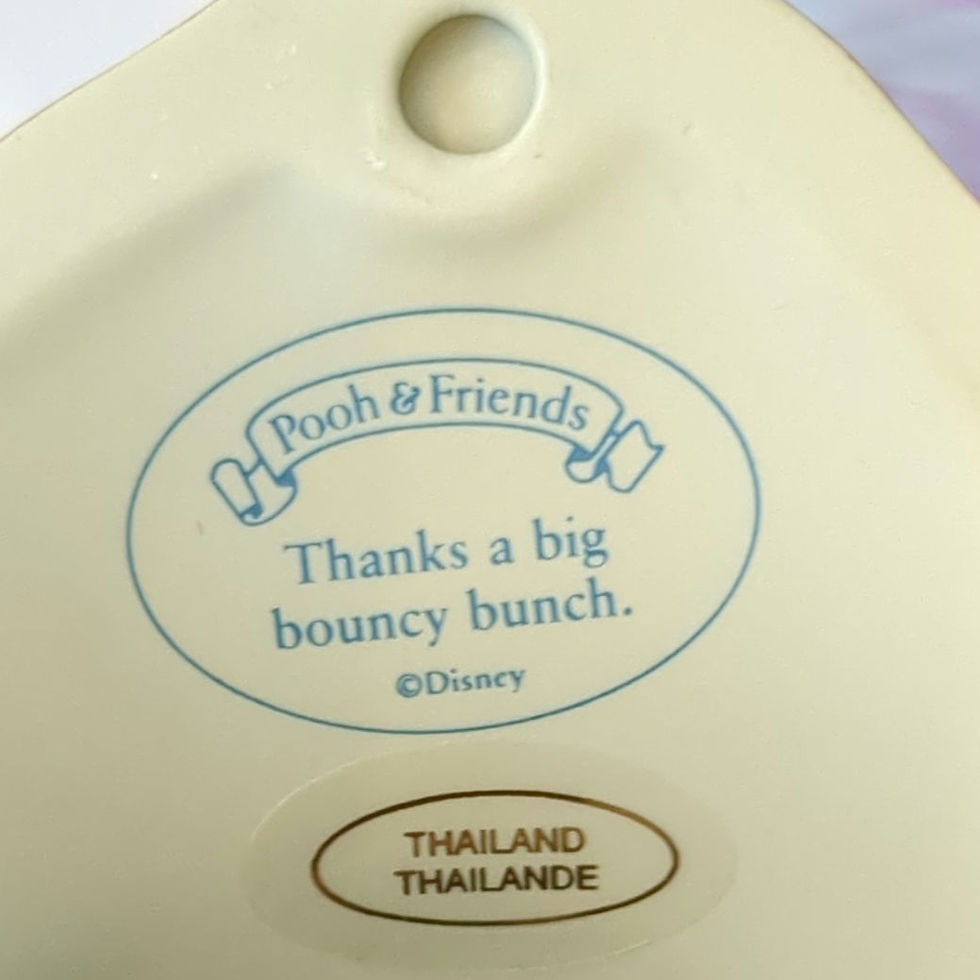 Pooh & Friends
Thanks a big
bouncy bunch.
©Disney
THAILAND
THAILANDE